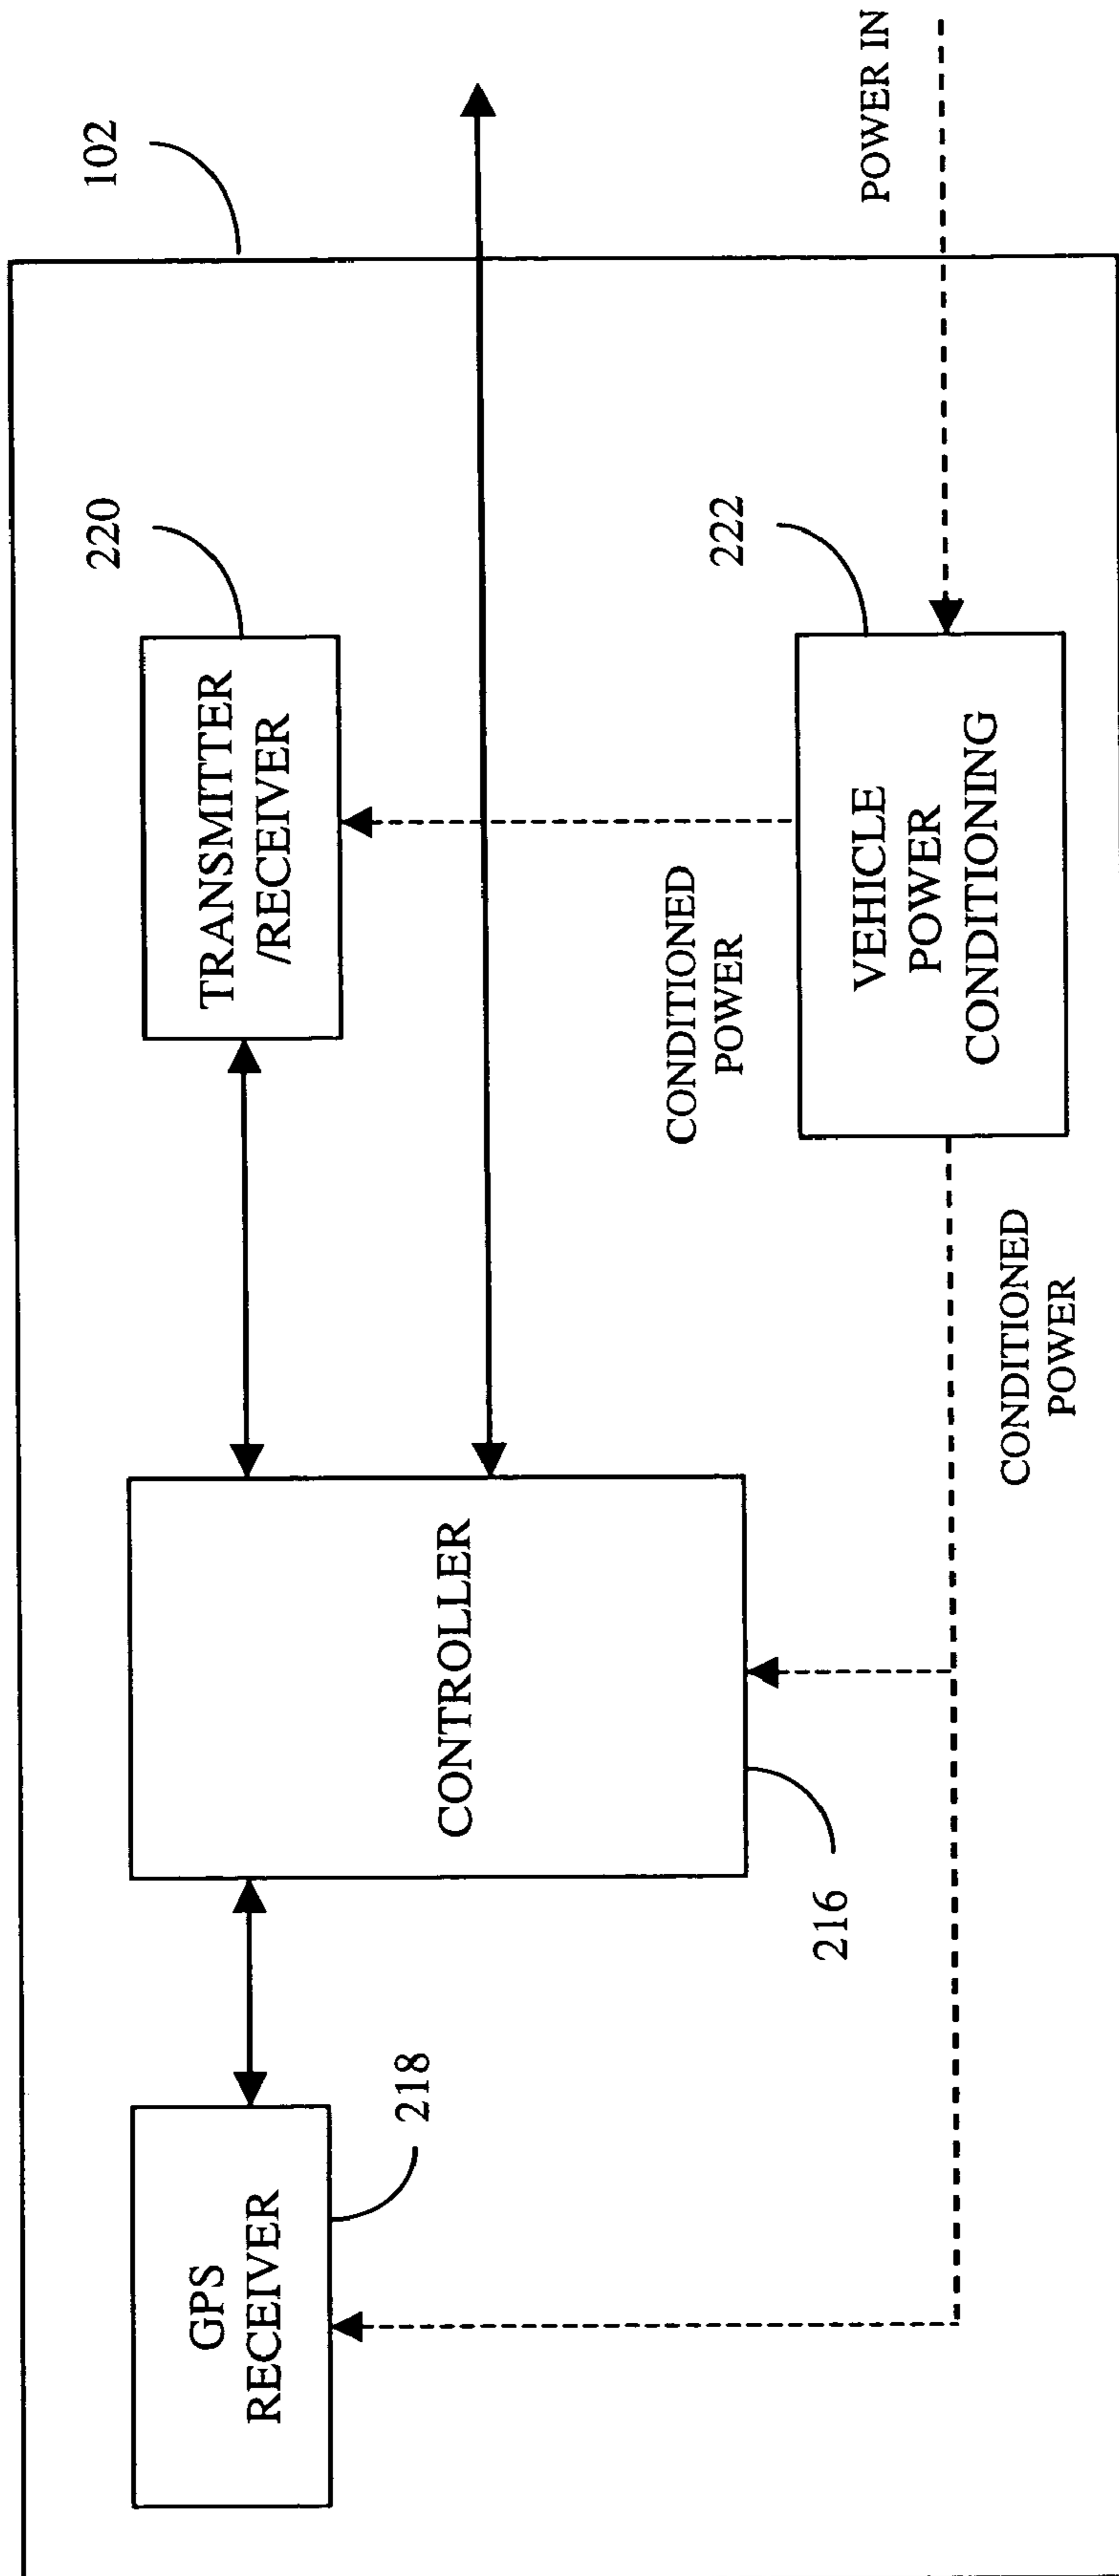 102
220
TRANSMITTER
/RECEIVER
GPS
RECEIVER
218
CONTROLLER
216
CONDITIONED
POWER
222
VEHICLE
POWER
CONDITIONING
POWER IN
CONDITIONED
POWER